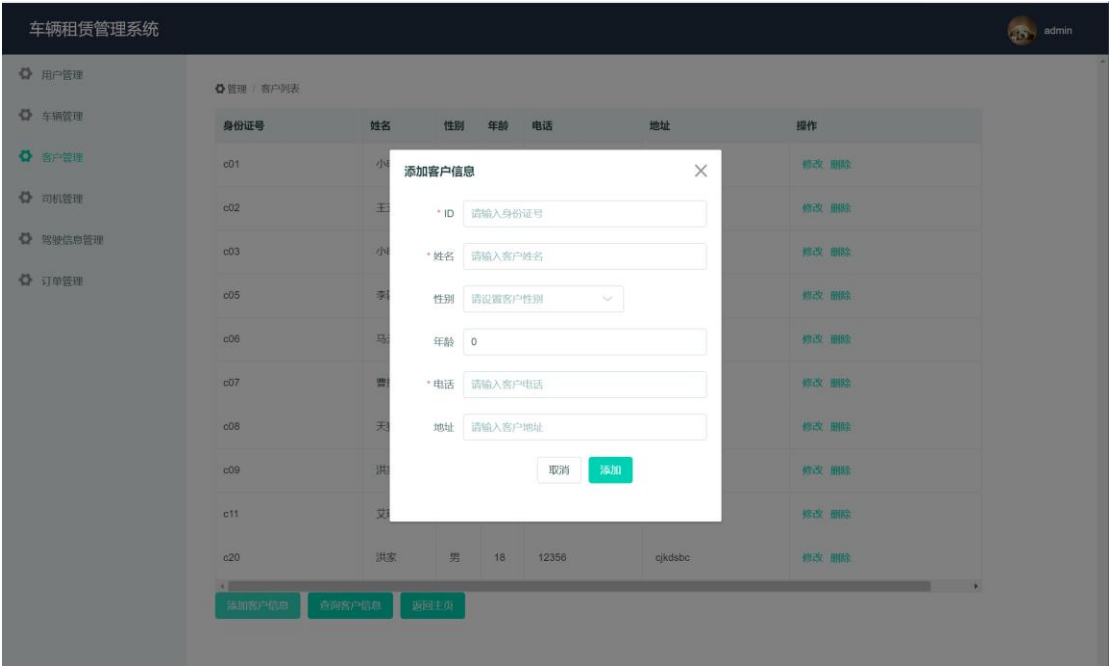 车辆租赁管理系统
admin
用户管理
车辆管理
客户管理
司机管理
驾驶信息管理
订单管理
管理 / 客户列表
身份证号 姓名 性别 年龄 电话 地址 操作
c01 修改 删除
c02 修改 删除
c03 修改 删除
c05 修改 删除
c06 修改 删除
c07 修改 删除
c08 修改 删除
c09 修改 删除
c11 修改 删除
c20 洪家 男 18 12356 cjkdsbc 修改 删除
添加客户信息
* ID 请输入身份证号
* 姓名 请输入客户姓名
性别 请设置客户性别
年龄 0
* 电话 请输入客户电话
地址 请输入客户地址
取消 添加
添加客户信息 查询客户信息 返回主页